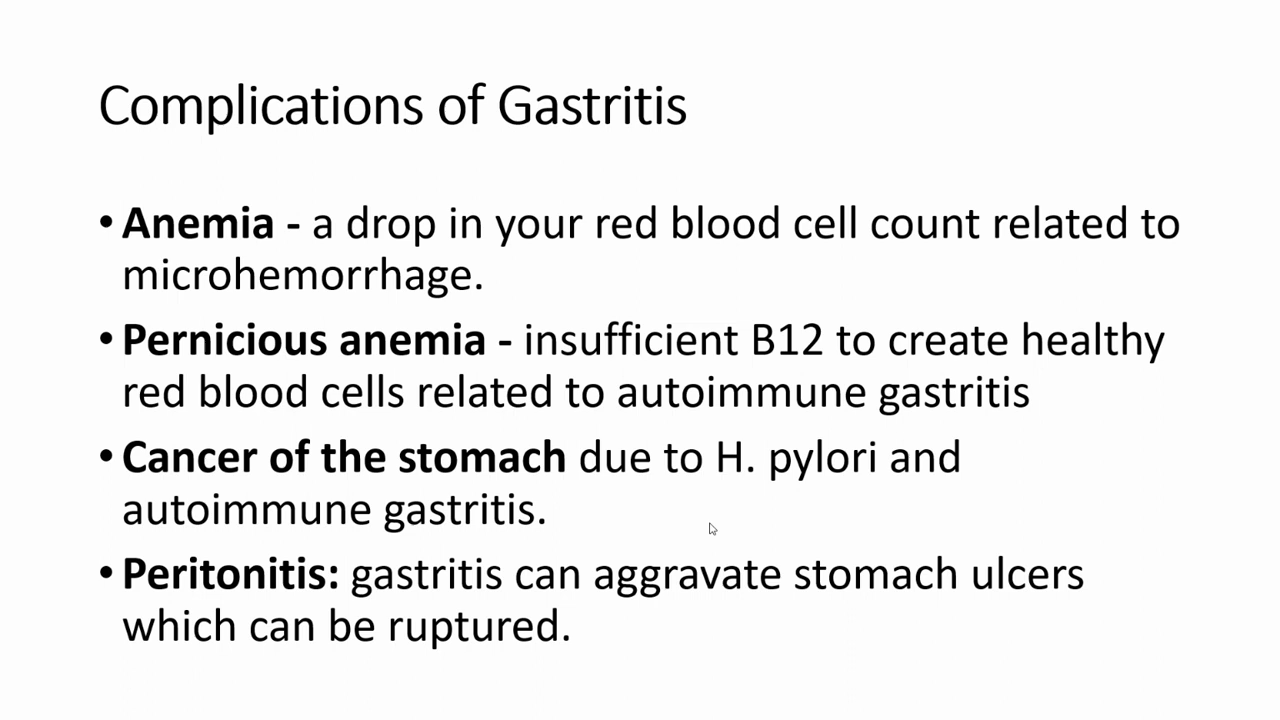 Complications of Gastritis
• Anemia - a drop in your red blood cell count related to
microhemorrhage.
• Pernicious anemia - insufficient B12 to create healthy
red blood cells related to autoimmune gastritis
• Cancer of the stomach due to H. pylori and
autoimmune gastritis.
• Peritonitis: gastritis can aggravate stomach ulcers
which can be ruptured.